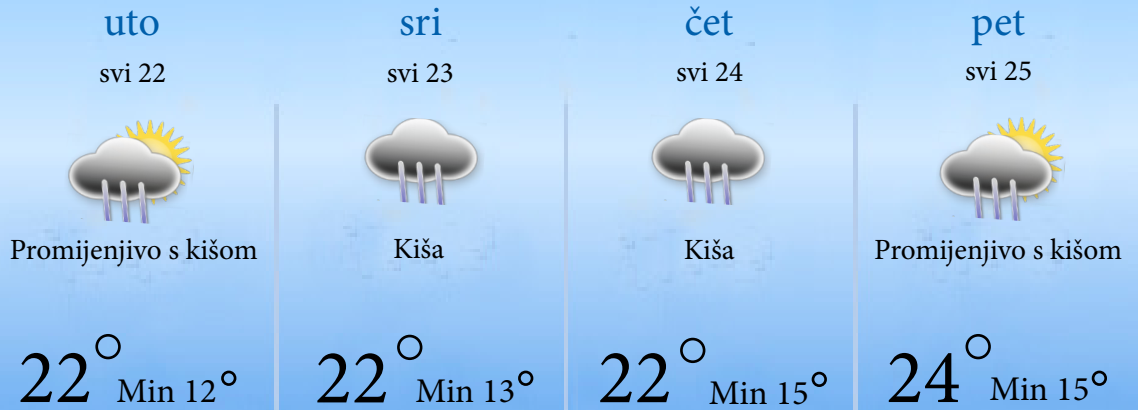 uto
svi 22
Promijenjivo s kišom
22° Min 12°
sri
svi 23
Kiša
22° Min 13°
čet
svi 24
Kiša
22° Min 15°
pet
svi 25
Promijenjivo s kišom
24° Min 15°